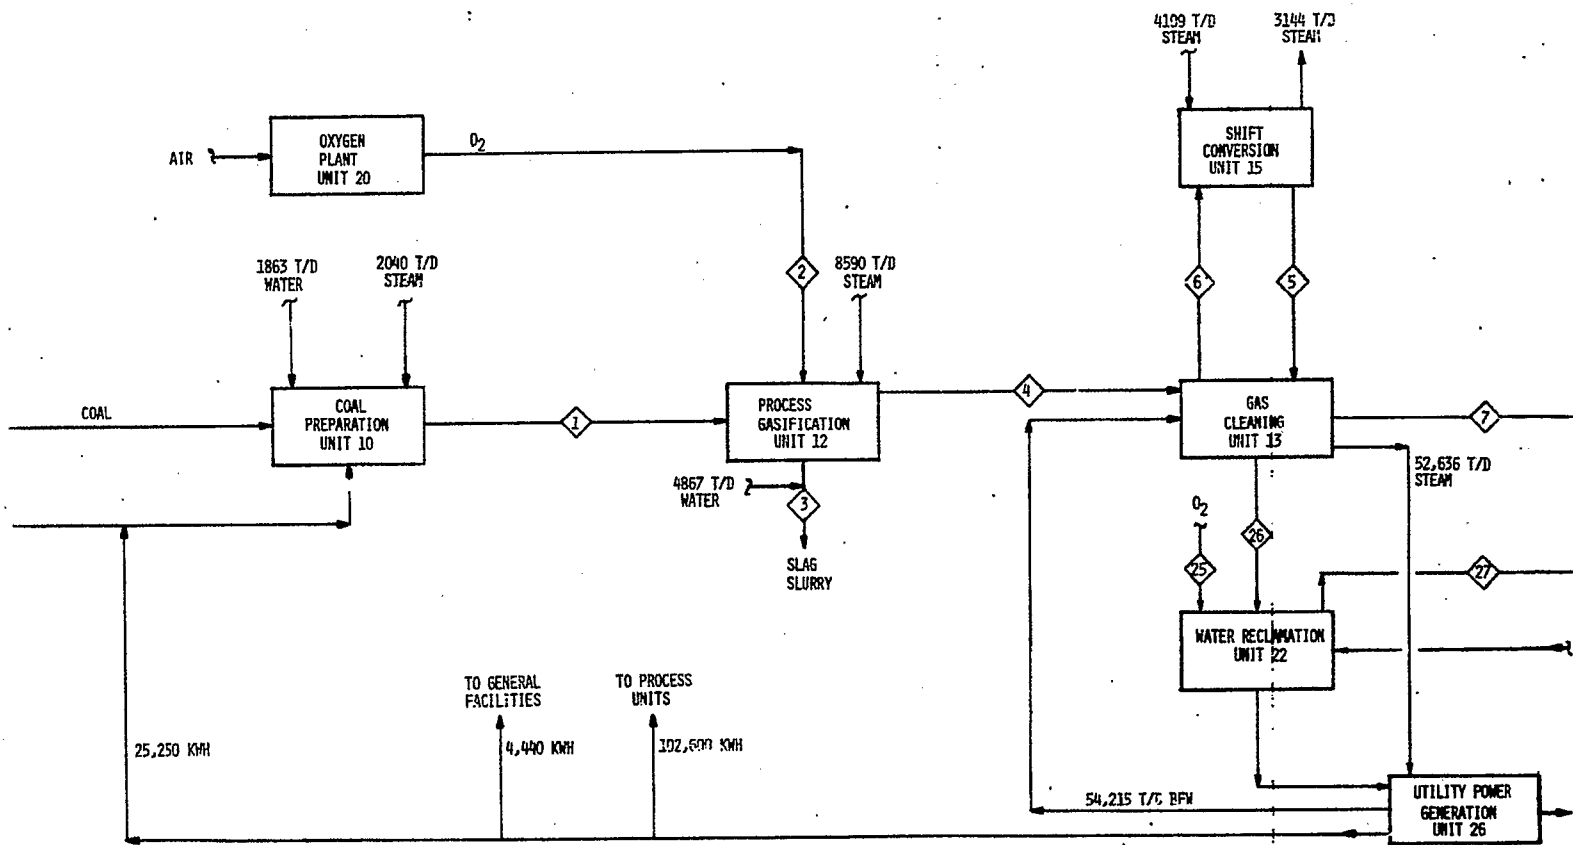 4109 T/D
STEAM
3144 T/D
STEAM
OXYGEN
PLANT
UNIT 20
AIR
O2
SHIFT
CONVERSION
UNIT 15
1863 T/D
WATER
2040 T/D
STEAM
2
8590 T/D
STEAM
6
5
COAL
COAL
PREPARATION
UNIT 10
1
PROCESS
GASIFICATION
UNIT 12
4
GAS
CLEANING
UNIT 13
7
52,636 T/D
STEAM
4867 T/D
WATER
3
SLAG
SLURRY
O2
25
26
27
WATER RECLAMATION
UNIT 22
TO GENERAL
FACILITIES
TO PROCESS
UNITS
25,250 KWH
4,440 KWH
102,600 KWH
54,215 T/D BFW
UTILITY POWER
GENERATION
UNIT 26